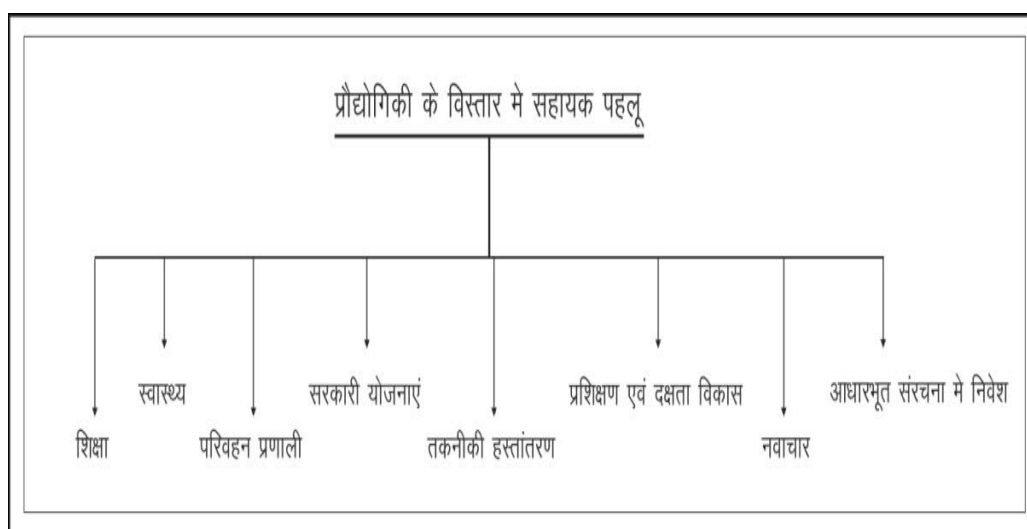 प्रौद्योगिकी के विस्तार मे सहायक पहलू
स्वास्थ्य
सरकारी योजनाएं
प्रशिक्षण एवं दक्षता विकास
आधारभूत संरचना मे निवेश
शिक्षा
परिवहन प्रणाली
तकनीकी हस्तांतरण
नवाचार